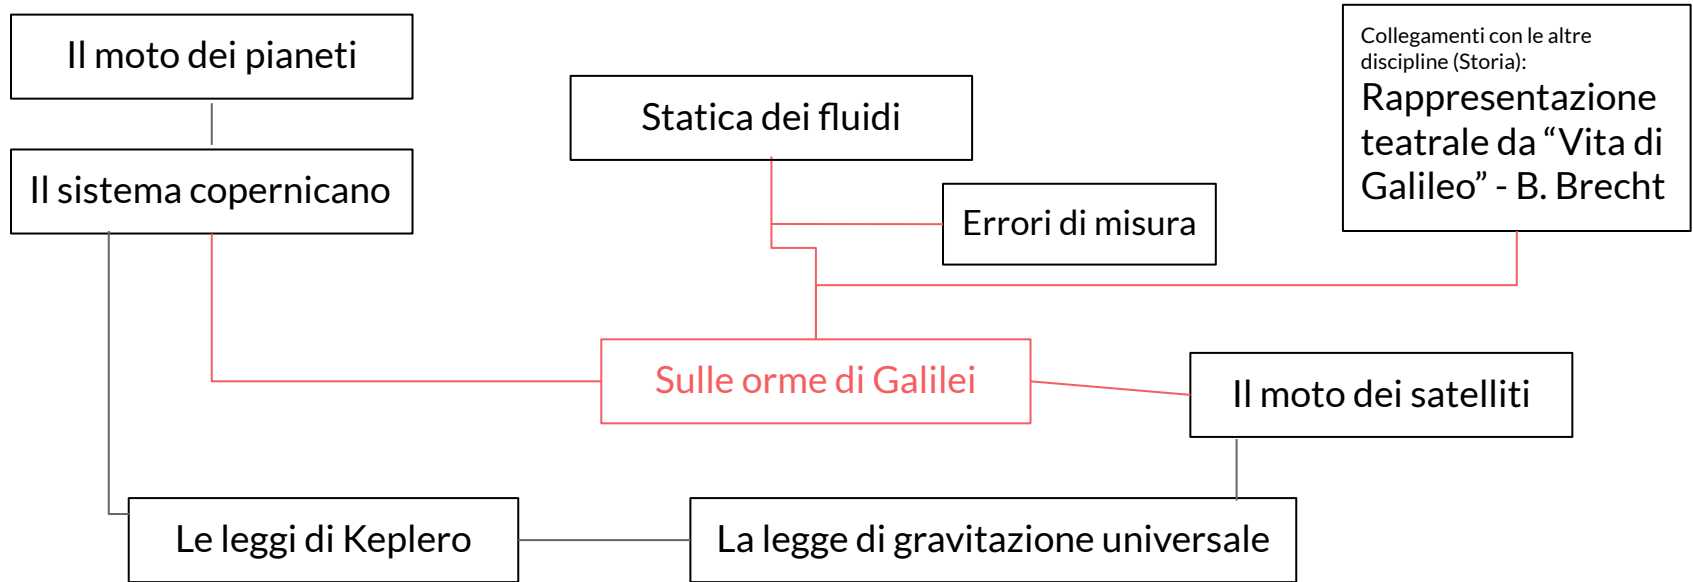 Il moto dei pianeti
Il sistema copernicano
Statica dei fluidi
Errori di misura
Collegamenti con le altre
discipline (Storia):
Rappresentazione
teatrale da “Vita di
Galileo” - B. Brecht
Sulle orme di Galilei
Il moto dei satelliti
Le leggi di Keplero
La legge di gravitazione universale